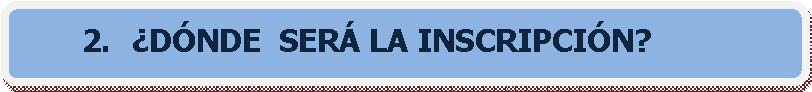 2. ¿DÓNDE SERÁ LA INSCRIPCIÓN?